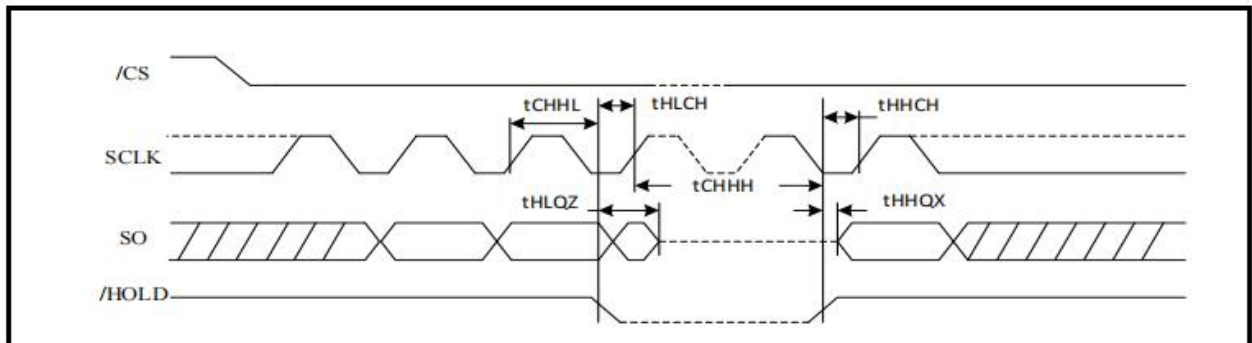 /CS
tCHHL tHLCH tHHCH
SCLK
tCHHH
tHLQZ tHHQX
SO
/HOLD